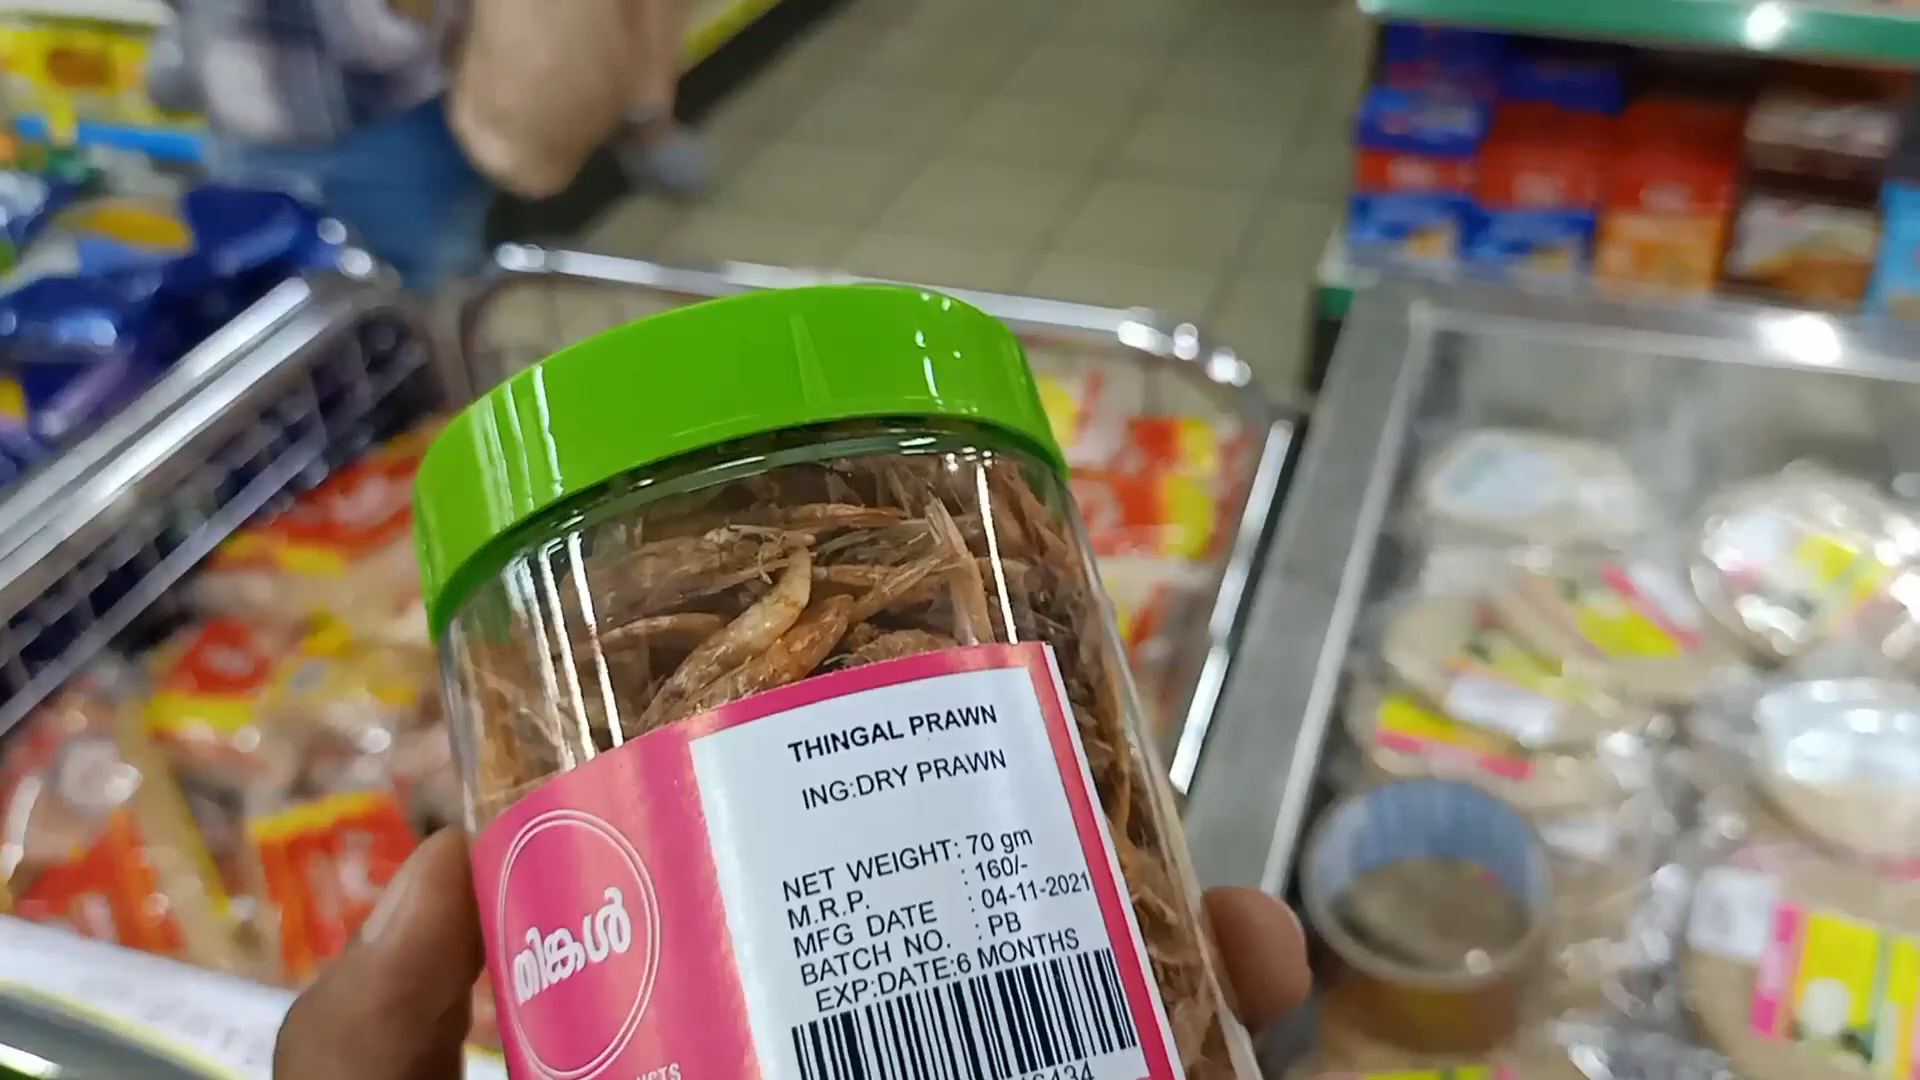 THINGAL PRAWN
ING:DRY PRAWN
NET WEIGHT: 70 gm
M.R.P. : 160/-
MFG DATE : 04-11-2021
BATCH NO. : PB
EXP:DATE:6 MONTHS
തിങ്കൾ